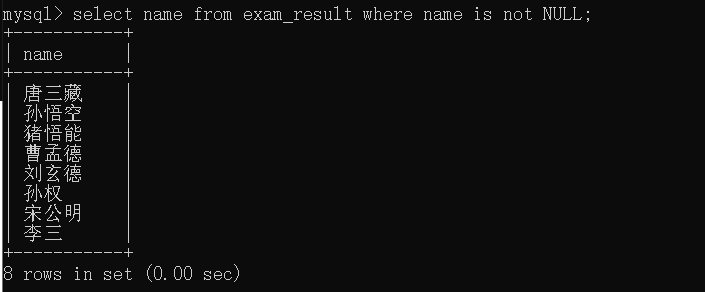 mysql> select name from exam_result where name is not NULL;
+-----------+
| name      |
+-----------+
| 唐三藏    |
| 孙悟空    |
| 猪悟能    |
| 曹孟德    |
| 刘玄德    |
| 孙权      |
| 宋公明    |
| 李三      |
+-----------+
8 rows in set (0.00 sec)